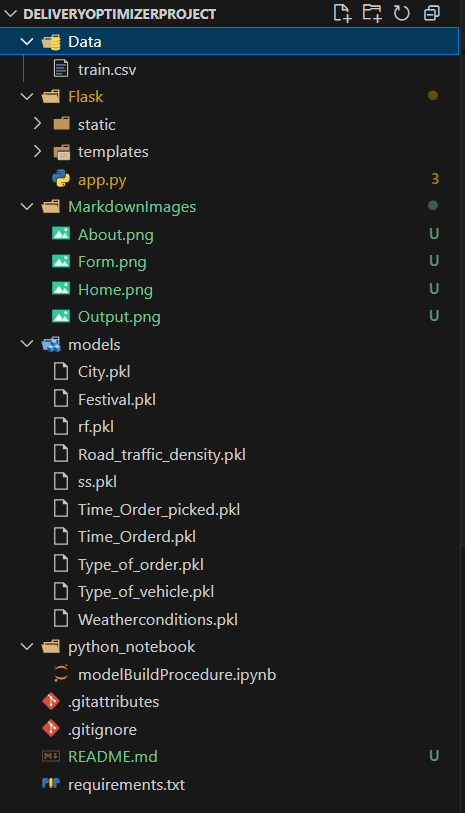 DELIVERYOPTIMIZERPROJECT
Data
train.csv
Flask
static
templates
app.py 3
MarkdownImages
About.png U
Form.png U
Home.png U
Output.png U
models
City.pkl
Festival.pkl
rf.pkl
Road_traffic_density.pkl
ss.pkl
Time_Order_picked.pkl
Time_Orderd.pkl
Type_of_order.pkl
Type_of_vehicle.pkl
Weatherconditions.pkl
python_notebook
modelBuildProcedure.ipynb
.gitattributes
.gitignore
README.md U
requirements.txt